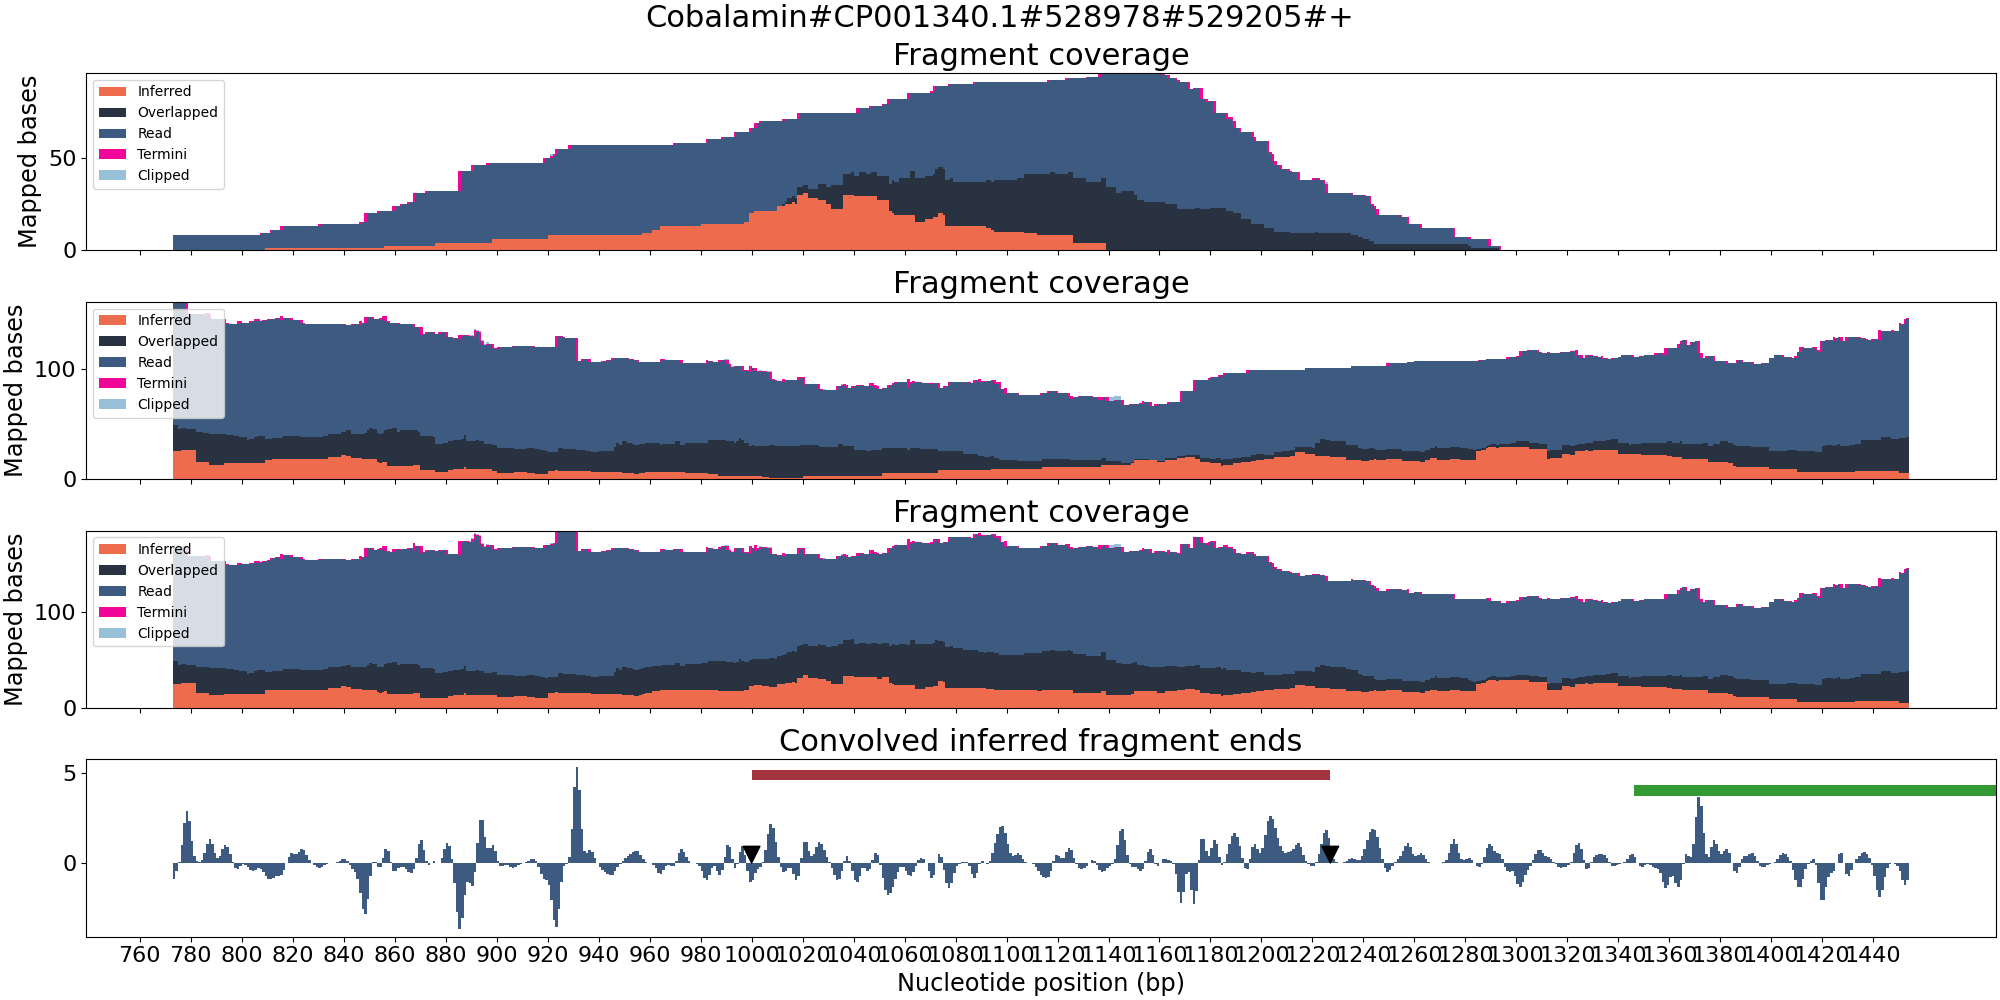 Cobalamin#CP001340.1#528978#529205#+
Fragment coverage
Mapped bases
50
0
Inferred
Overlapped
Read
Termini
Clipped
Fragment coverage
Mapped bases
100
0
Inferred
Overlapped
Read
Termini
Clipped
Fragment coverage
Mapped bases
100
0
Inferred
Overlapped
Read
Termini
Clipped
Convolved inferred fragment ends
5
0
760 780 800 820 840 860 880 900 920 940 960 980 1000 1020 1040 1060 1080 1100 1120 1140 1160 1180 1200 1220 1240 1260 1280 1300 1320 1340 1360 1380 1400 1420 1440
Nucleotide position (bp)